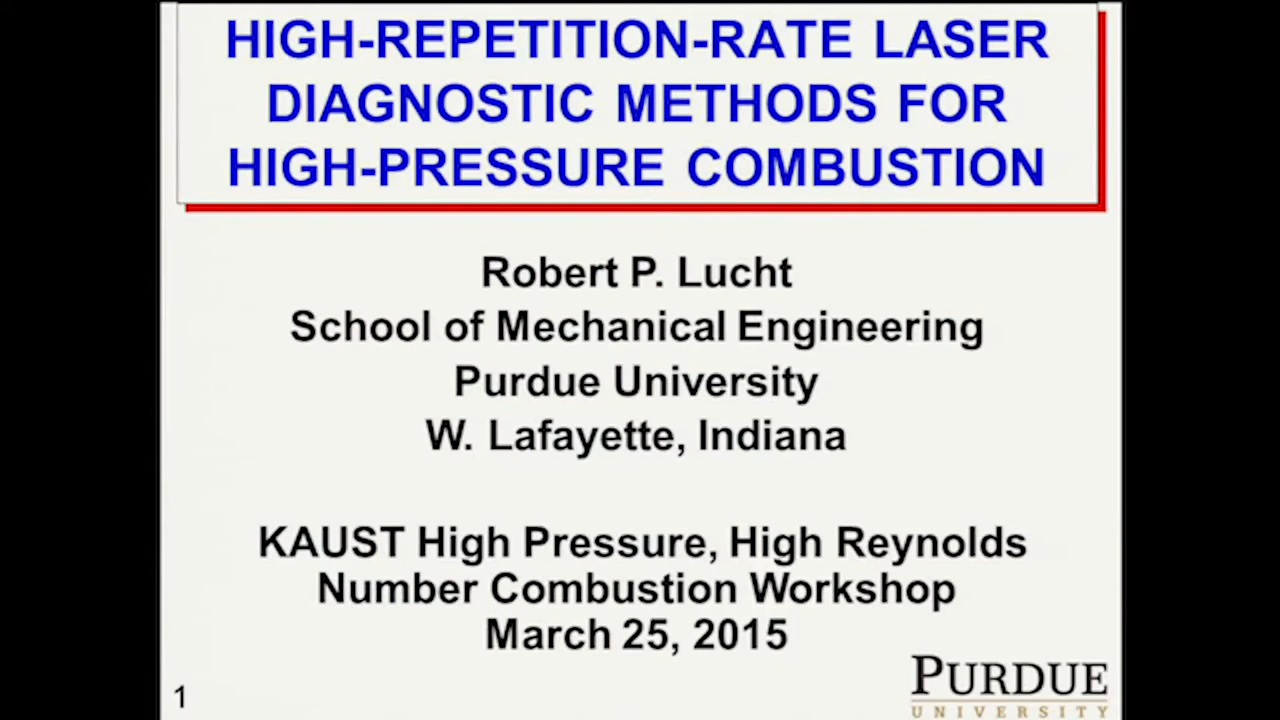 HIGH-REPETITION-RATE LASER
DIAGNOSTIC METHODS FOR
HIGH-PRESSURE COMBUSTION
Robert P. Lucht
School of Mechanical Engineering
Purdue University
W. Lafayette, Indiana
KAUST High Pressure, High Reynolds
Number Combustion Workshop
March 25, 2015
1
PURDUE
UNIVERSITY